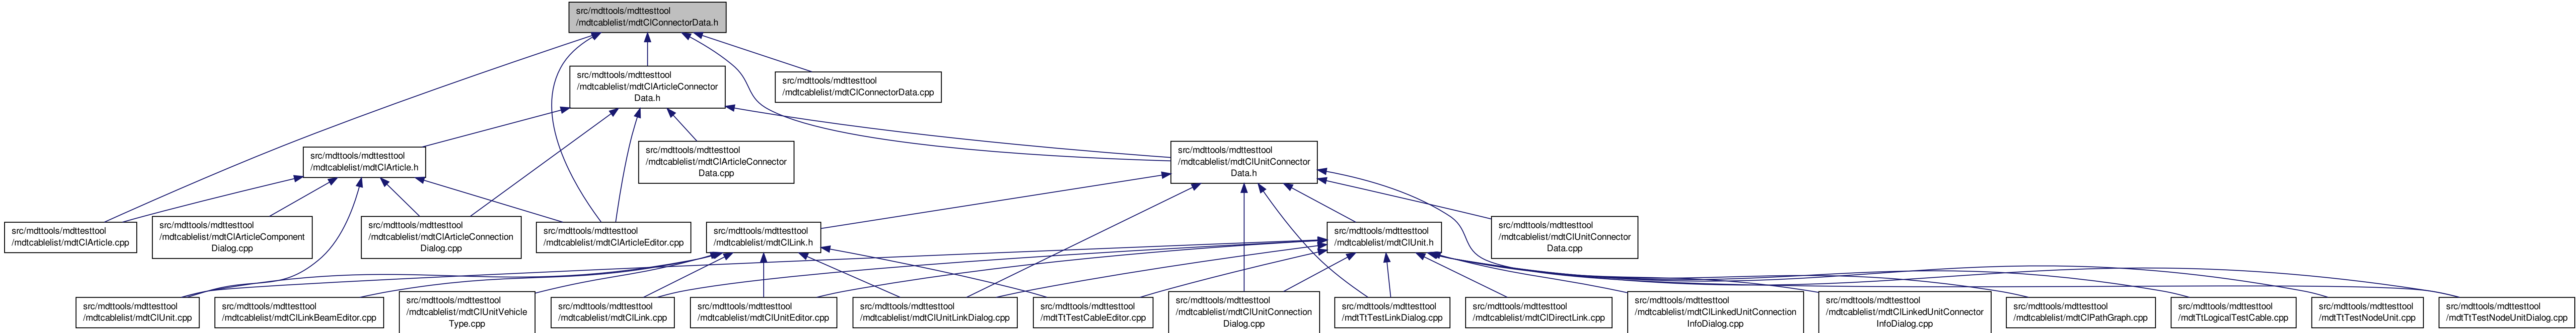 src/mdttools/mdttesttool
/mdtcablelist/mdtClConnectorData.h
src/mdttools/mdttesttool
/mdtcablelist/mdtClArticleConnector
Data.h
src/mdttools/mdttesttool
/mdtcablelist/mdtClConnectorData.cpp
src/mdttools/mdttesttool
/mdtcablelist/mdtClArticle.h
src/mdttools/mdttesttool
/mdtcablelist/mdtClArticleConnector
Data.cpp
src/mdttools/mdttesttool
/mdtcablelist/mdtClUnitConnector
Data.h
src/mdttools/mdttesttool
/mdtcablelist/mdtClArticle.cpp
src/mdttools/mdttesttool
/mdtcablelist/mdtClArticleComponent
Dialog.cpp
src/mdttools/mdttesttool
/mdtcablelist/mdtClArticleConnection
Dialog.cpp
src/mdttools/mdttesttool
/mdtcablelist/mdtClArticleEditor.cpp
src/mdttools/mdttesttool
/mdtcablelist/mdtClLink.h
src/mdttools/mdttesttool
/mdtcablelist/mdtClUnit.h
src/mdttools/mdttesttool
/mdtcablelist/mdtClUnitConnector
Data.cpp
src/mdttools/mdttesttool
/mdtcablelist/mdtClUnit.cpp
src/mdttools/mdttesttool
/mdtcablelist/mdtClLinkBeamEditor.cpp
src/mdttools/mdttesttool
/mdtcablelist/mdtClUnitVehicle
Type.cpp
src/mdttools/mdttesttool
/mdtcablelist/mdtClLink.cpp
src/mdttools/mdttesttool
/mdtcablelist/mdtClUnitEditor.cpp
src/mdttools/mdttesttool
/mdtcablelist/mdtClUnitLinkDialog.cpp
src/mdttools/mdttesttool
/mdtTtTestCableEditor.cpp
src/mdttools/mdttesttool
/mdtcablelist/mdtClUnitConnection
Dialog.cpp
src/mdttools/mdttesttool
/mdtTtTestLinkDialog.cpp
src/mdttools/mdttesttool
/mdtcablelist/mdtClDirectLink.cpp
src/mdttools/mdttesttool
/mdtcablelist/mdtClLinkedUnitConnection
InfoDialog.cpp
src/mdttools/mdttesttool
/mdtcablelist/mdtClLinkedUnitConnector
InfoDialog.cpp
src/mdttools/mdttesttool
/mdtcablelist/mdtClPathGraph.cpp
src/mdttools/mdttesttool
/mdtTtLogicalTestCable.cpp
src/mdttools/mdttesttool
/mdtTtTestNodeUnit.cpp
src/mdttools/mdttesttool
/mdtTtTestNodeUnitDialog.cpp